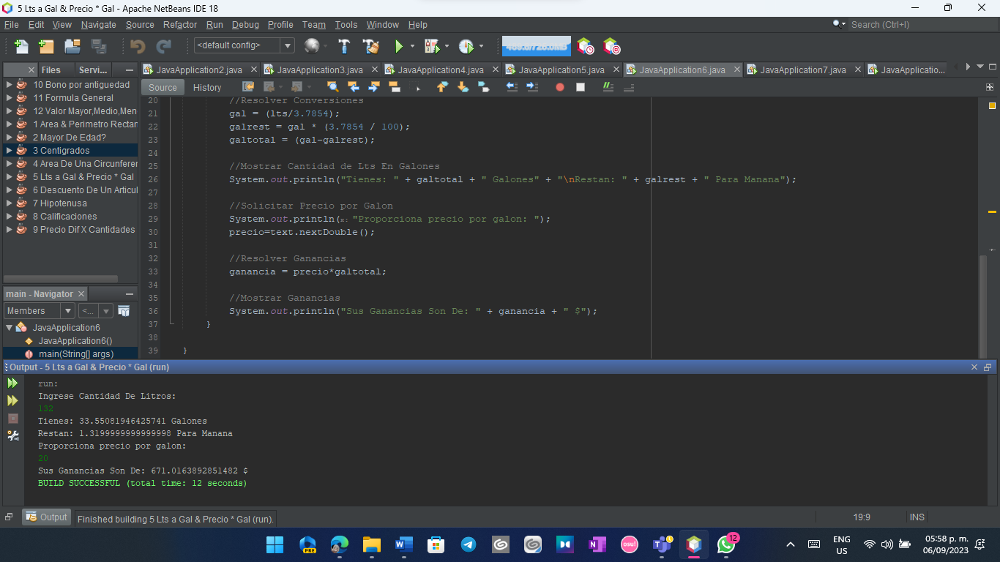 5 Lts a Gal & Precio * Gal - Apache NetBeans IDE 18
File Edit View Navigate Source Refactor Run Debug Profile Team Tools Window Help
Search (Ctrl+I)
<default config>
Files Servi...
JavaApplication2.java JavaApplication3.java JavaApplication4.java JavaApplication5.java JavaApplication6.java JavaApplication7.java JavaApplicatio...
Source History
10 Bono por antiguedad
11 Formula General
12 Valor Mayor,Medio,Men
1 Area & Perimetro Rectan
2 Mayor De Edad?
3 Centigrados
4 Area De Una Circunferen
5 Lts a Gal & Precio * Gal
6 Descuento De Un Articul
7 Hipotenusa
8 Calificaciones
9 Precio Dif X Cantidades
main - Navigator
Members <...
JavaApplication6
JavaApplication6()
main(String[] args)
20 //Resolver Conversiones
21 gal = (lts/3.7854);
22 galrest = gal * (3.7854 / 100);
23 galtotal = (gal-galrest);
24
25 //Mostrar Cantidad de Lts En Galones
26 System.out.println("Tienes: " + galtotal + " Galones" + "\nRestan: " + galrest + " Para Manana");
27
28 //Solicitar Precio por Galon
29 System.out.println(x: "Proporciona precio por galon: ");
30 precio=text.nextDouble();
31
32 //Resolver Ganancias
33 ganancia = precio*galtotal;
34
35 //Mostrar Ganancias
36 System.out.println("Sus Ganancias Son De: " + ganancia + " $");
37 }
38
39 }
Output - 5 Lts a Gal & Precio * Gal (run)
run:
Ingrese Cantidad De Litros:
132
Tienes: 33.55081946425741 Galones
Restan: 1.3199999999999998 Para Manana
Proporciona precio por galon:
20
Sus Ganancias Son De: 671.0163892851482 $
BUILD SUCCESSFUL (total time: 12 seconds)
Output
Finished building 5 Lts a Gal & Precio * Gal (run).
19:9 INS
PRE
W
N
osu!
12
ENG
US
05:58 p. m.
06/09/2023